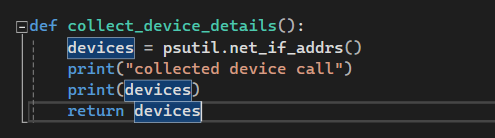 def collect_device_details():
    devices = psutil.net_if_addrs()
    print("collected device call")
    print(devices)
    return devices